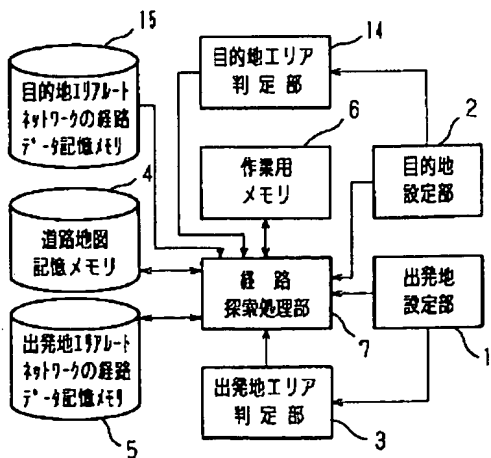 15
目的地エリアルート
ネットワークの経路
データ記憶メモリ
4
道路地図
記憶メモリ
出発地エリアルート
ネットワークの経路
データ記憶メモリ
5
目的地エリア
判定部
14
6
作業用
メモリ
経路
探索処理部
7
出発地エリア
判定部
3
2
目的地
設定部
出発地
設定部
1